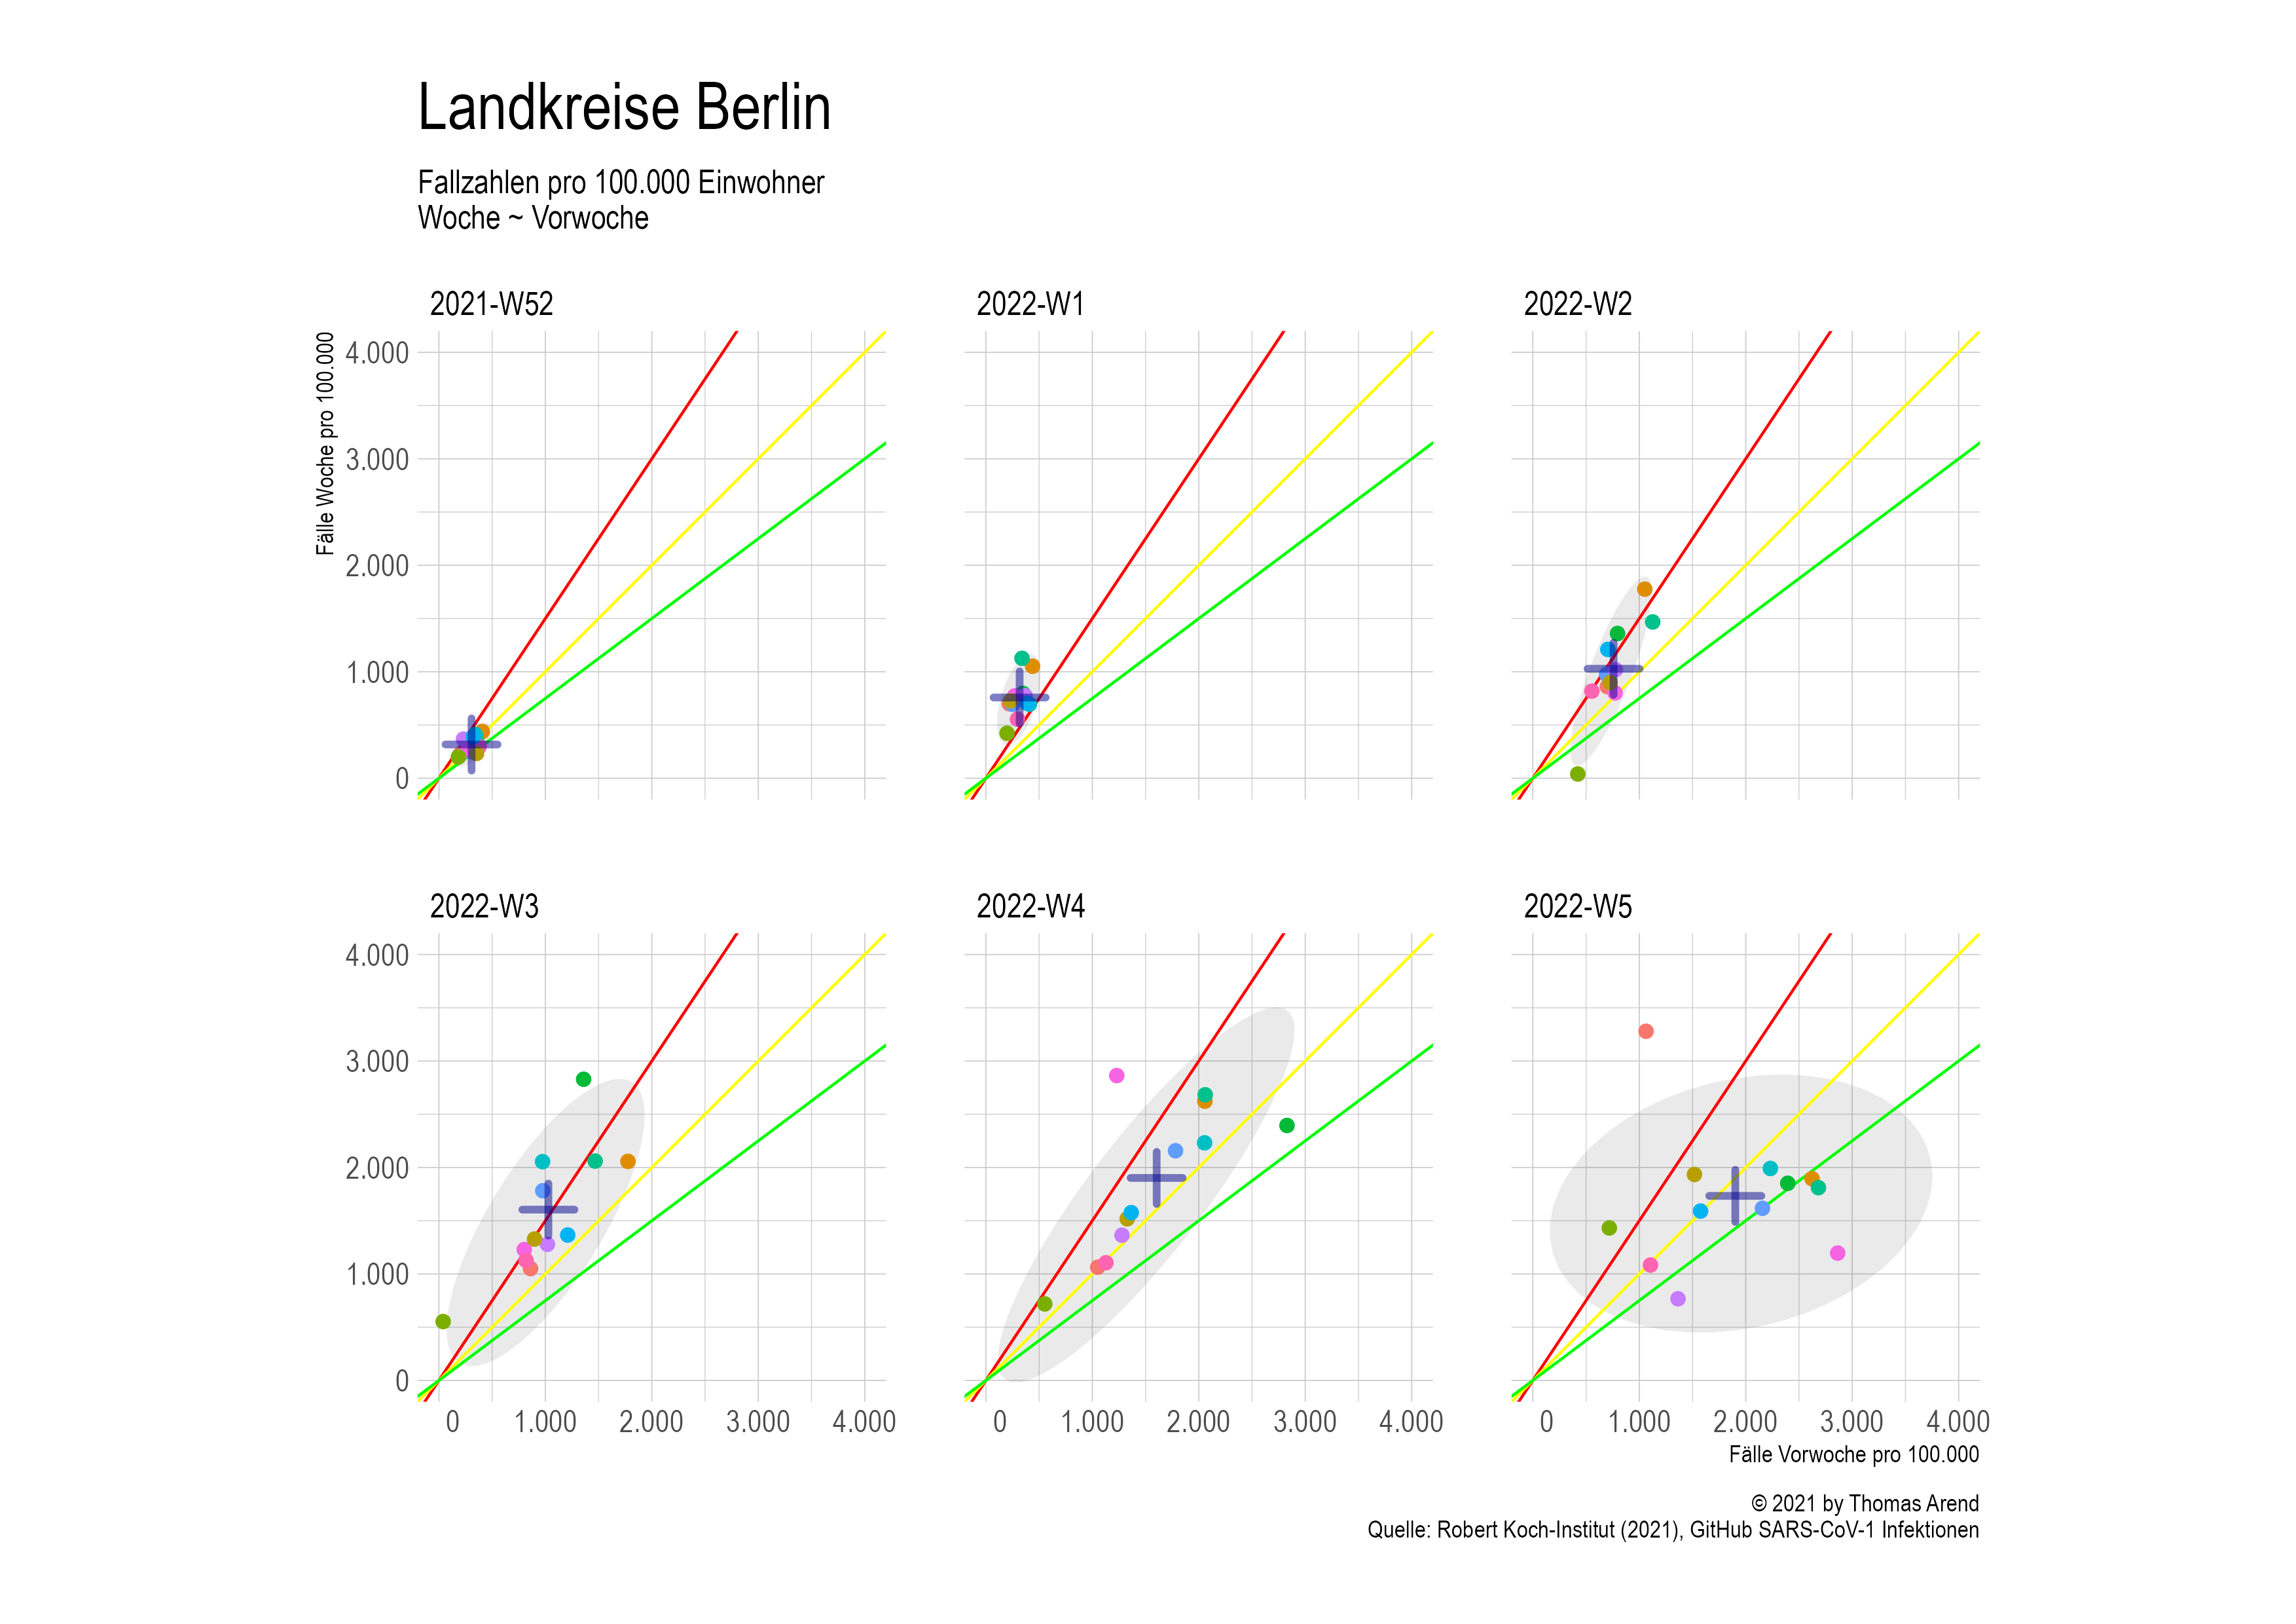 Landkreise Berlin
Fallzahlen pro 100.000 Einwohner
Woche ~ Vorwoche
2021-W52
2022-W1
2022-W2
Fälle Woche pro 100.000
4.000
3.000
2.000
1.000
0
2022-W3
2022-W4
2022-W5
4.000
3.000
2.000
1.000
0
0 1.000 2.000 3.000 4.000
0 1.000 2.000 3.000 4.000
0 1.000 2.000 3.000 4.000
Fälle Vorwoche pro 100.000
© 2021 by Thomas Arend
Quelle: Robert Koch-Institut (2021), GitHub SARS-CoV-1 Infektionen